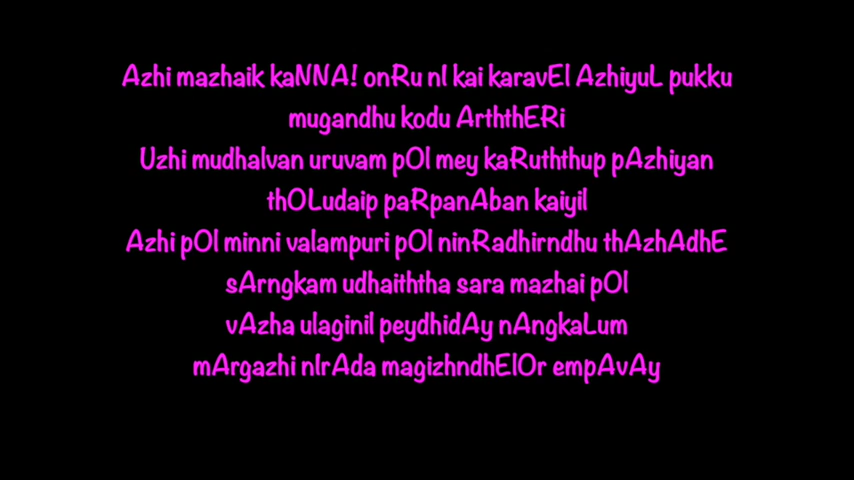 Azhi mazhaik kaNNA! onRu nI kai karavEl AzhiyuL pukku
mugandhu kodu ArththERi
Uzhi mudhalvan uruvam pOl mey kaRuththup pAzhiyan
thOLudaip paRpanAban kaiyil
Azhi pOl minni valampuri pOl ninRadhirndhu thAzhAdhE
sArngkam udhaiththa sara mazhai pOl
vAzha ulaginil peydhidAy nAngkaLum
mArgazhi nIrAda magizhndhElOr empAvAy